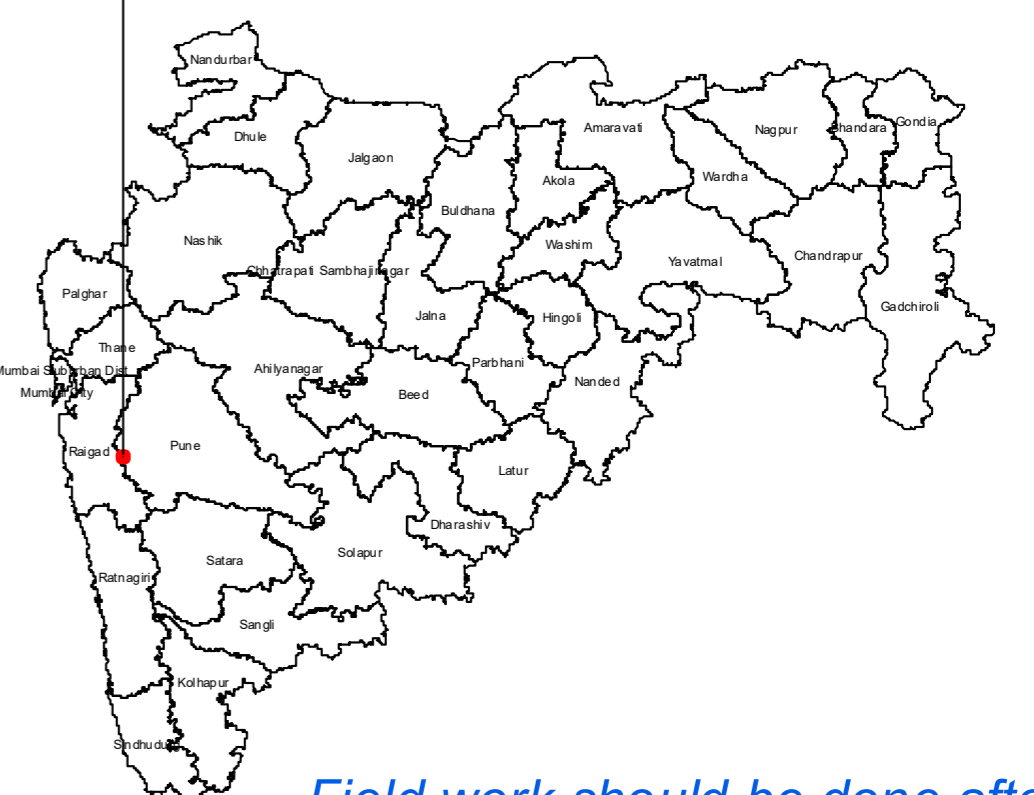 Nandurbar
Dhule
Jalgaon
Amaravati
Nagpur
Bhandara
Gondia
Akola
Wardha
Buldhana
Nashik
Washim
Chhatrapati Sambhajinagar
Yavatmal
Chandrapur
Palghar
Jalna
Hingoli
Gadchiroli
Thane
Parbhani
Mumbai Suburban Dist
Ahilyanagar
Nanded
Mumbai City
Beed
Raigad
Pune
Latur
Dharashiv
Solapur
Satara
Ratnagiri
Sangli
Kolhapur
Field work should be done afte